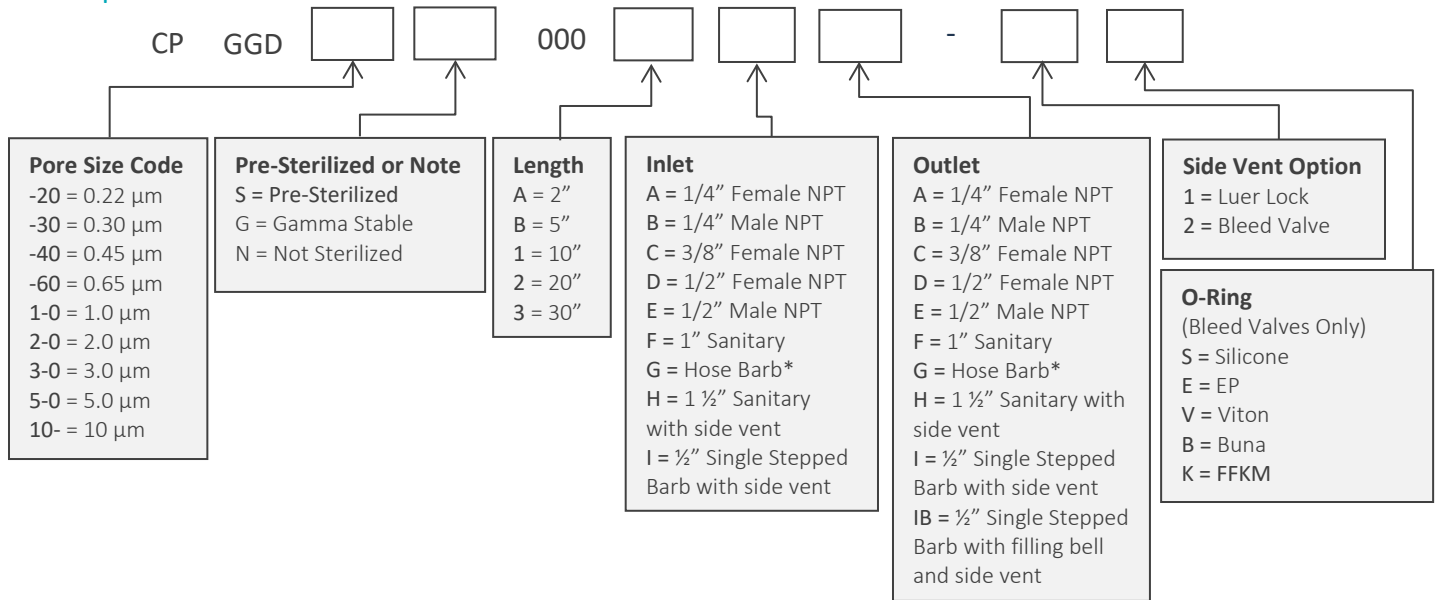 CP GGD 000 -
Pore Size Code
-20 = 0.22 µm
-30 = 0.30 µm
-40 = 0.45 µm
-60 = 0.65 µm
1-0 = 1.0 µm
2-0 = 2.0 µm
3-0 = 3.0 µm
5-0 = 5.0 µm
10- = 10 µm
Pre-Sterilized or Note
S = Pre-Sterilized
G = Gamma Stable
N = Not Sterilized
Length
A = 2”
B = 5”
1 = 10”
2 = 20”
3 = 30”
Inlet
A = 1/4” Female NPT
B = 1/4” Male NPT
C = 3/8” Female NPT
D = 1/2” Female NPT
E = 1/2” Male NPT
F = 1” Sanitary
G = Hose Barb*
H = 1 ½” Sanitary
with side vent
I = ½” Single Stepped
Barb with side vent
Outlet
A = 1/4” Female NPT
B = 1/4” Male NPT
C = 3/8” Female NPT
D = 1/2” Female NPT
E = 1/2” Male NPT
F = 1” Sanitary
G = Hose Barb*
H = 1 ½” Sanitary with
side vent
I = ½” Single Stepped
Barb with side vent
IB = ½” Single Stepped
Barb with filling bell
and side vent
Side Vent Option
1 = Luer Lock
2 = Bleed Valve
O-Ring
(Bleed Valves Only)
S = Silicone
E = EP
V = Viton
B = Buna
K = FFKM